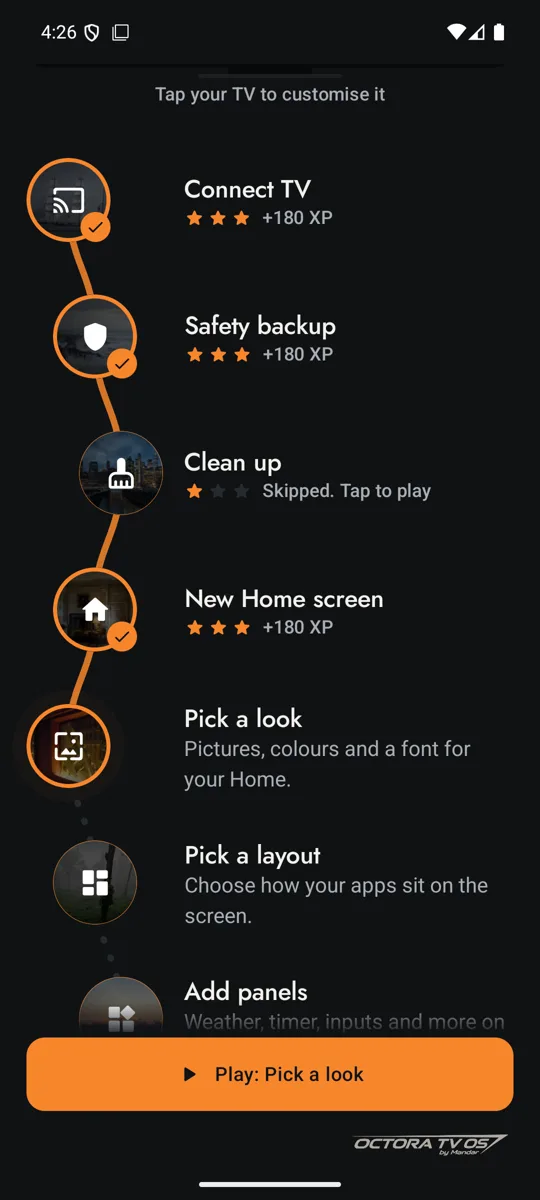 4:26
Tap your TV to customise it
Connect TV
+180 XP
Safety backup
+180 XP
Clean up
Skipped. Tap to play
New Home screen
+180 XP
Pick a look
Pictures, colours and a font for
your Home.
Pick a layout
Choose how your apps sit on the
screen.
Add panels
Weather, timer, inputs and more on
Play: Pick a look
OCTORA TV OS
by Mandar